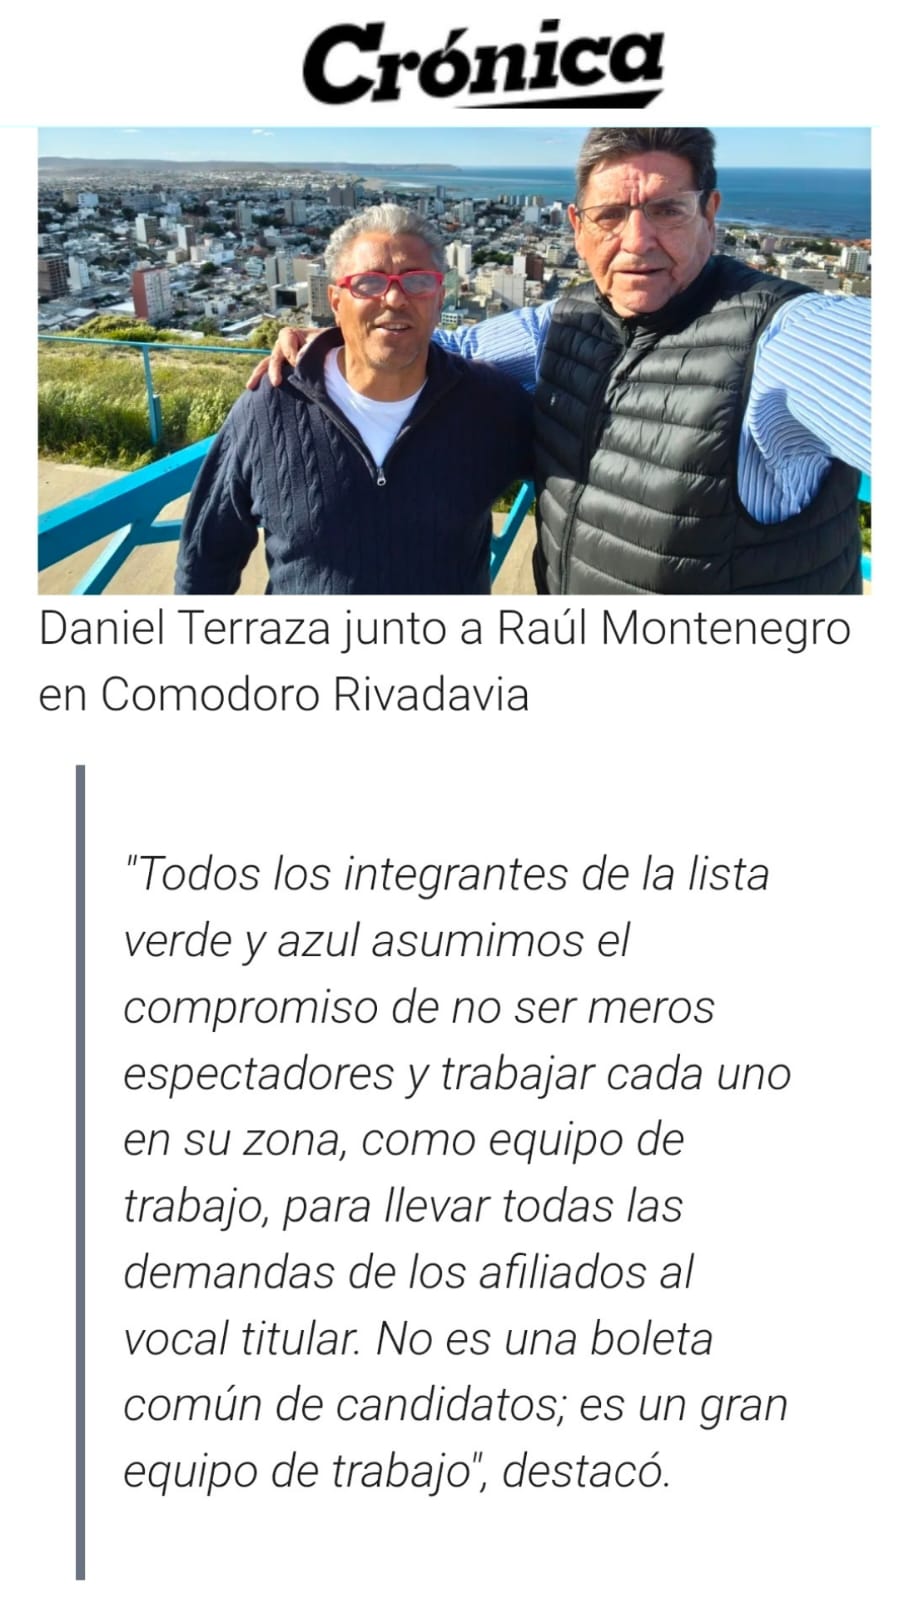 Crónica
Daniel Terraza junto a Raúl Montenegro
en Comodoro Rivadavia
"Todos los integrantes de la lista
verde y azul asumimos el
compromiso de no ser meros
espectadores y trabajar cada uno
en su zona, como equipo de
trabajo, para llevar todas las
demandas de los afiliados al
vocal titular. No es una boleta
común de candidatos; es un gran
equipo de trabajo", destacó.